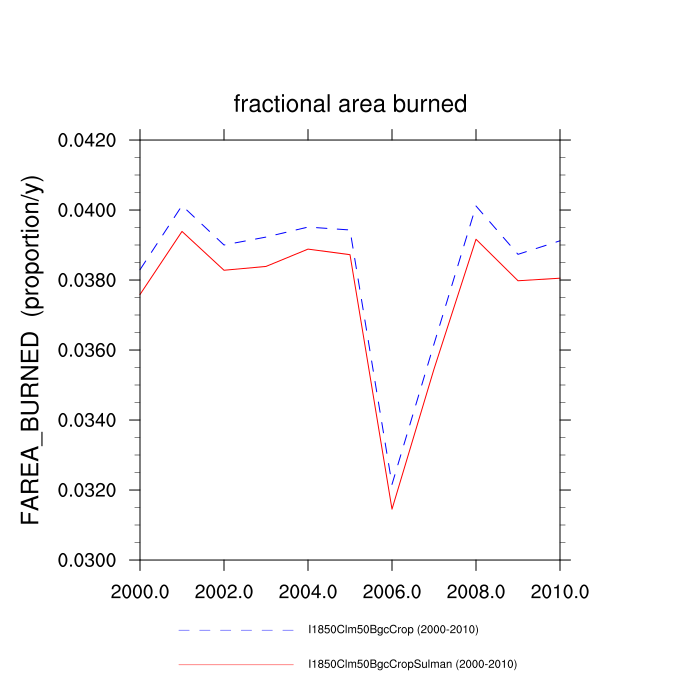 fractional area burned
FAREA_BURNED (proportion/y)
0.0420
0.0400
0.0380
0.0360
0.0340
0.0320
0.0300
2000.0 2002.0 2004.0 2006.0 2008.0 2010.0
I1850Clm50BgcCrop (2000-2010)
I1850Clm50BgcCropSulman (2000-2010)